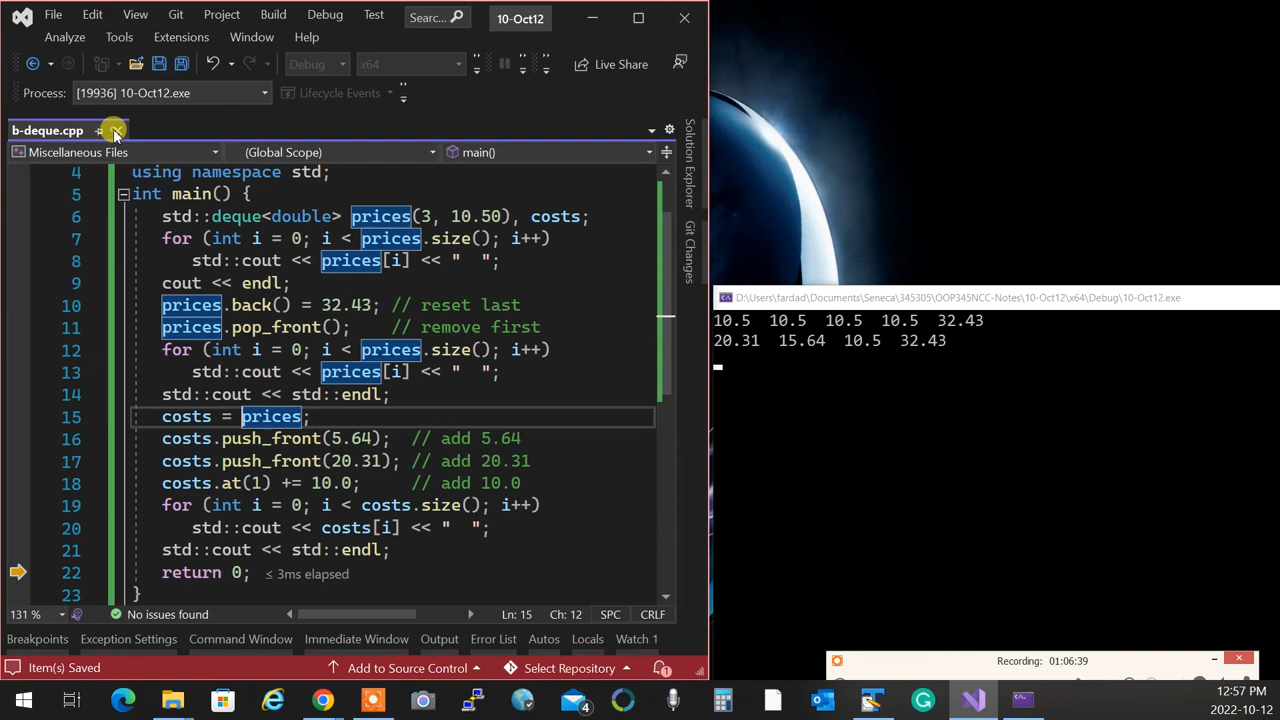 File Edit View Git Project Build Debug Test Searc... 10-Oct12
Analyze Tools Extensions Window Help
Debug x64 Live Share
Process: [19936] 10-Oct12.exe Lifecycle Events
b-deque.cpp
Miscellaneous Files (Global Scope) main()
4 using namespace std;
5 int main() {
6 std::deque<double> prices(3, 10.50), costs;
7 for (int i = 0; i < prices.size(); i++)
8 std::cout << prices[i] << "  ";
9 cout << endl;
10 prices.back() = 32.43; // reset last
11 prices.pop_front(); // remove first
12 for (int i = 0; i < prices.size(); i++)
13 std::cout << prices[i] << "  ";
14 std::cout << std::endl;
15 costs = prices;
16 costs.push_front(5.64); // add 5.64
17 costs.push_front(20.31); // add 20.31
18 costs.at(1) += 10.0; // add 10.0
19 for (int i = 0; i < costs.size(); i++)
20 std::cout << costs[i] << "  ";
21 std::cout << std::endl;
22 return 0; ≤ 3ms elapsed
23 }
131 % No issues found Ln: 15 Ch: 12 SPC CRLF
Breakpoints Exception Settings Command Window Immediate Window Output Error List Autos Locals Watch 1
Item(s) Saved Add to Source Control Select Repository 1
Solution Explorer
Git Changes
D:\Users\fardad\Documents\Seneca\345305\OOP345NCC-Notes\10-Oct12\x64\Debug\10-Oct12.exe
10.5 10.5 10.5 10.5 32.43
20.31 15.64 10.5 32.43
Recording: 01:06:39
4
12:57 PM
2022-10-12